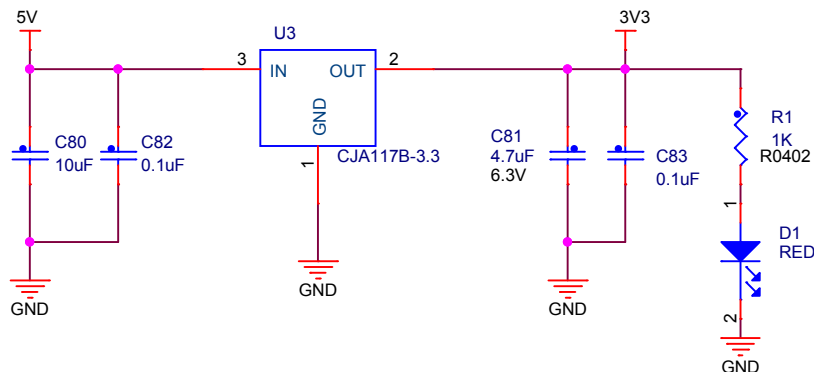 5V
3V3
U3
3
IN
OUT
2
GND
1
CJA117B-3.3
C80
10uF
C82
0.1uF
C81
4.7uF
6.3V
C83
0.1uF
R1
1K
R0402
1
D1
RED
2
GND
GND
GND
GND